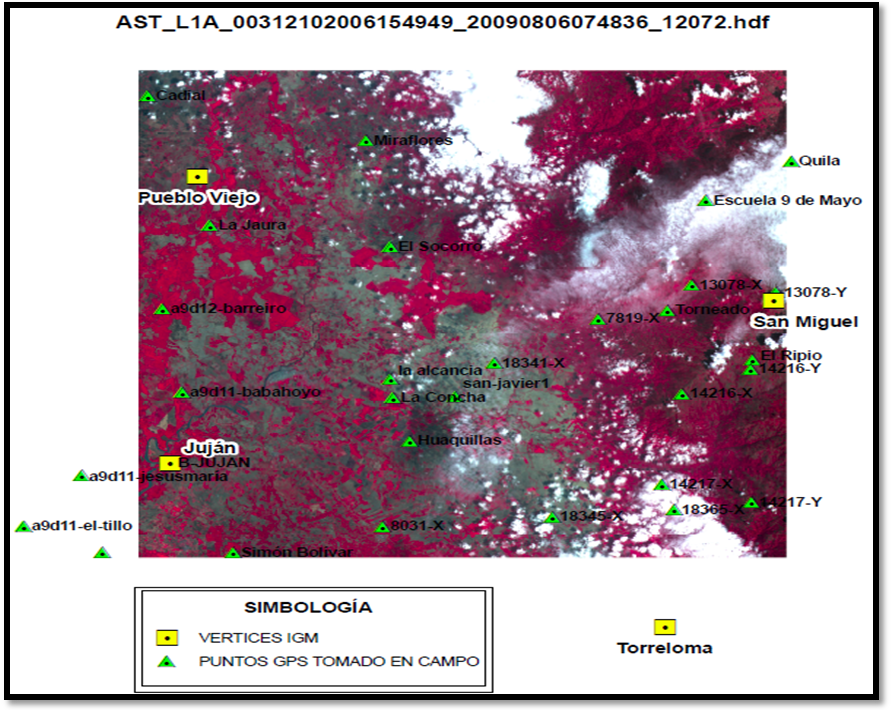 AST_L1A_00312102006154949_20090806074836_12072.hdf
Cadial
Miraflores
Quila
Pueblo Viejo
Escuela 9 de Mayo
La Jaura
El Socorro
13078-X
13078-Y
a9d12-barreiro
Torneado
7819-X
San Miguel
El Ripio
18341-X
14216-Y
la alcancia
san-javier1
a9d11-babahoyo
La Concha
14216-X
Huaquillas
Juján
B-JUJAN
a9d11-jesusmaria
14217-X
14217-Y
18365-X
18345-X
a9d11-el-tillo
8031-X
Simón Bolívar
SIMBOLOGÍA
VERTICES IGM
PUNTOS GPS TOMADO EN CAMPO
Torreloma